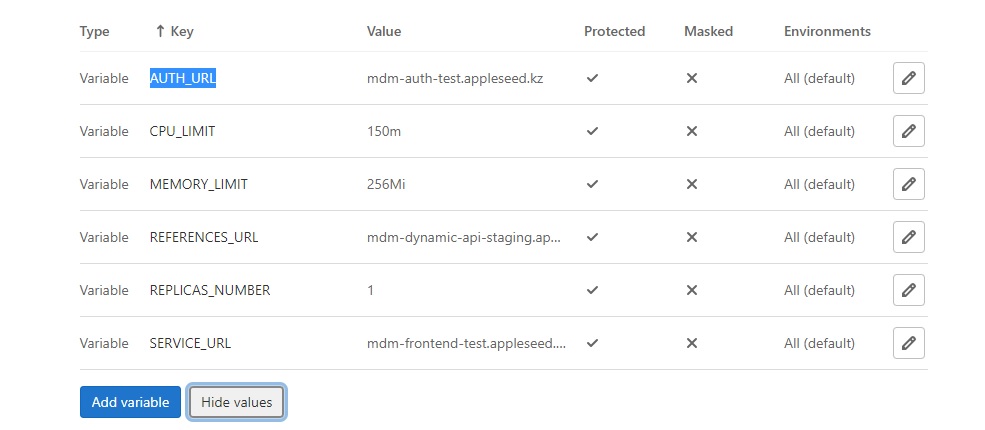 Type ↑ Key Value Protected Masked Environments
Variable AUTH_URL mdm-auth-test.appleseed.kz All (default)
Variable CPU_LIMIT 150m All (default)
Variable MEMORY_LIMIT 256Mi All (default)
Variable REFERENCES_URL mdm-dynamic-api-staging.ap... All (default)
Variable REPLICAS_NUMBER 1 All (default)
Variable SERVICE_URL mdm-frontend-test.appleseed.... All (default)
Add variable Hide values